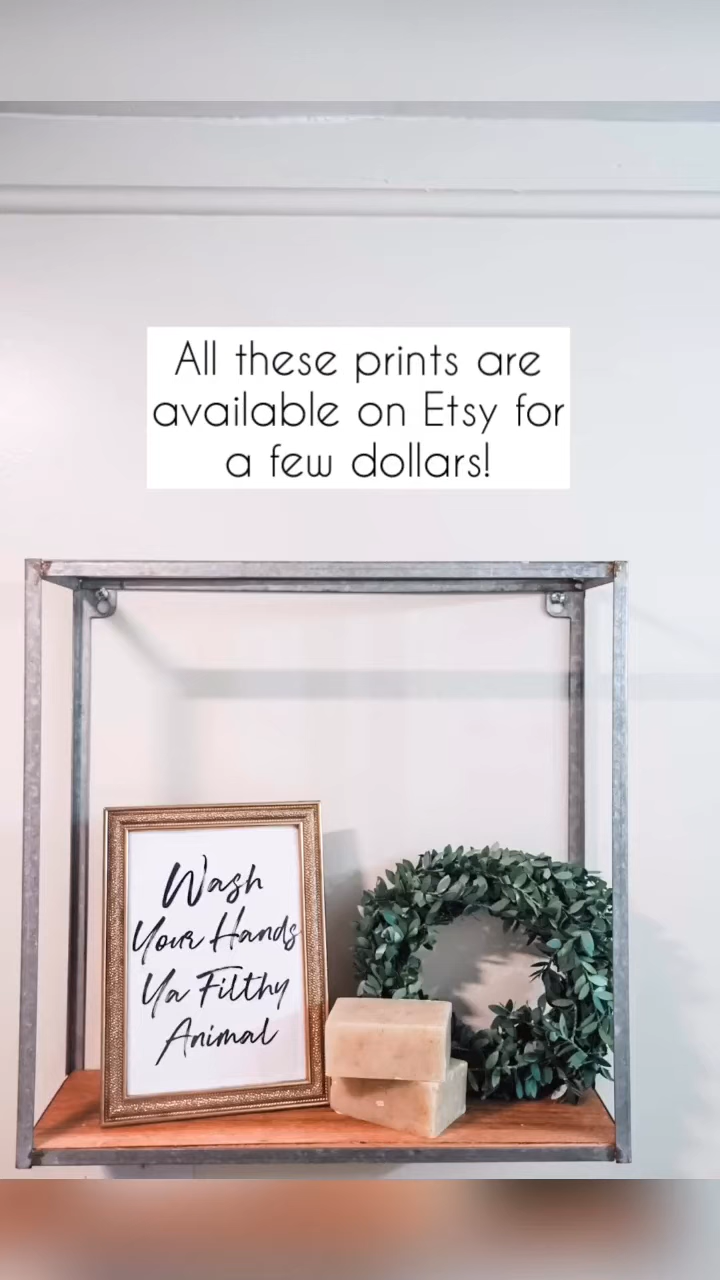 All these prints are
available on Etsy for
a few dollars!
Wash
Your Hands
Ya Filthy
Animal